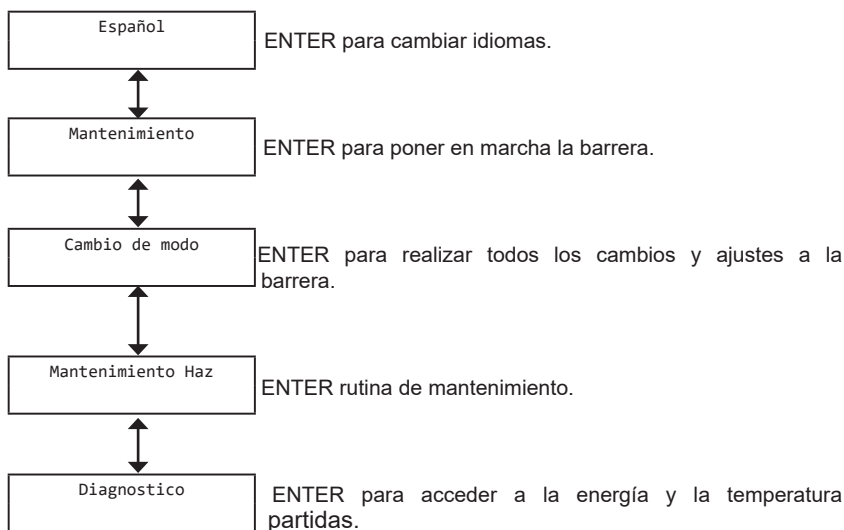 Español
ENTER para cambiar idiomas.
Mantenimiento
ENTER para poner en marcha la barrera.
Cambio de modo
ENTER para realizar todos los cambios y ajustes a la
barrera.
Mantenimiento Haz
ENTER rutina de mantenimiento.
Diagnostico
ENTER para acceder a la energía y la temperatura
partidas.